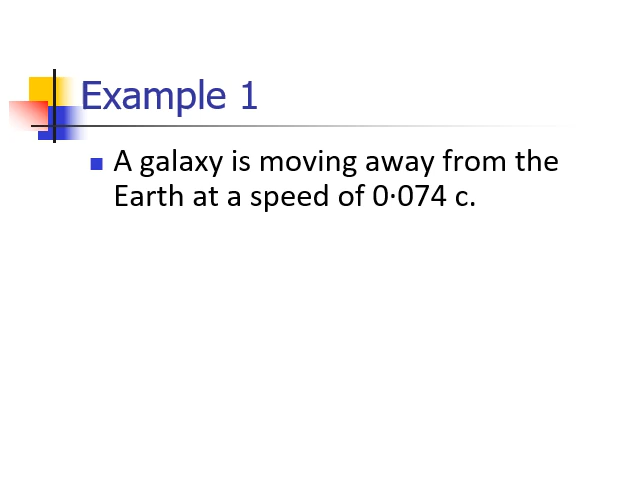 Example 1
A galaxy is moving away from the
Earth at a speed of 0·074 c.